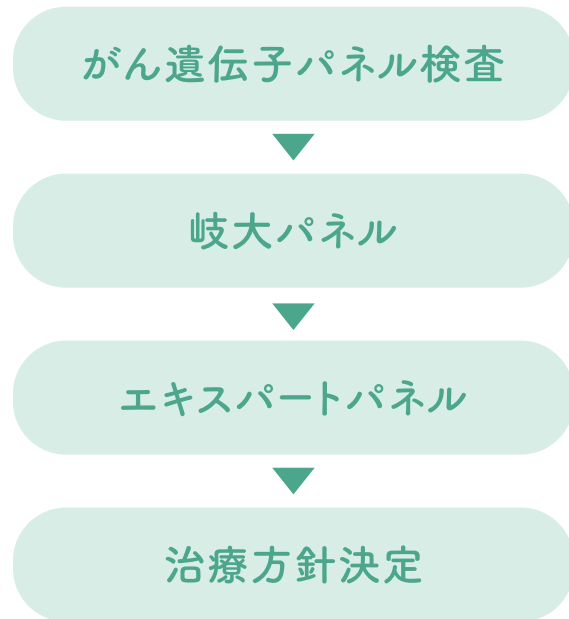 がん遺伝子パネル検査
岐大パネル
エキスパートパネル
治療方針決定